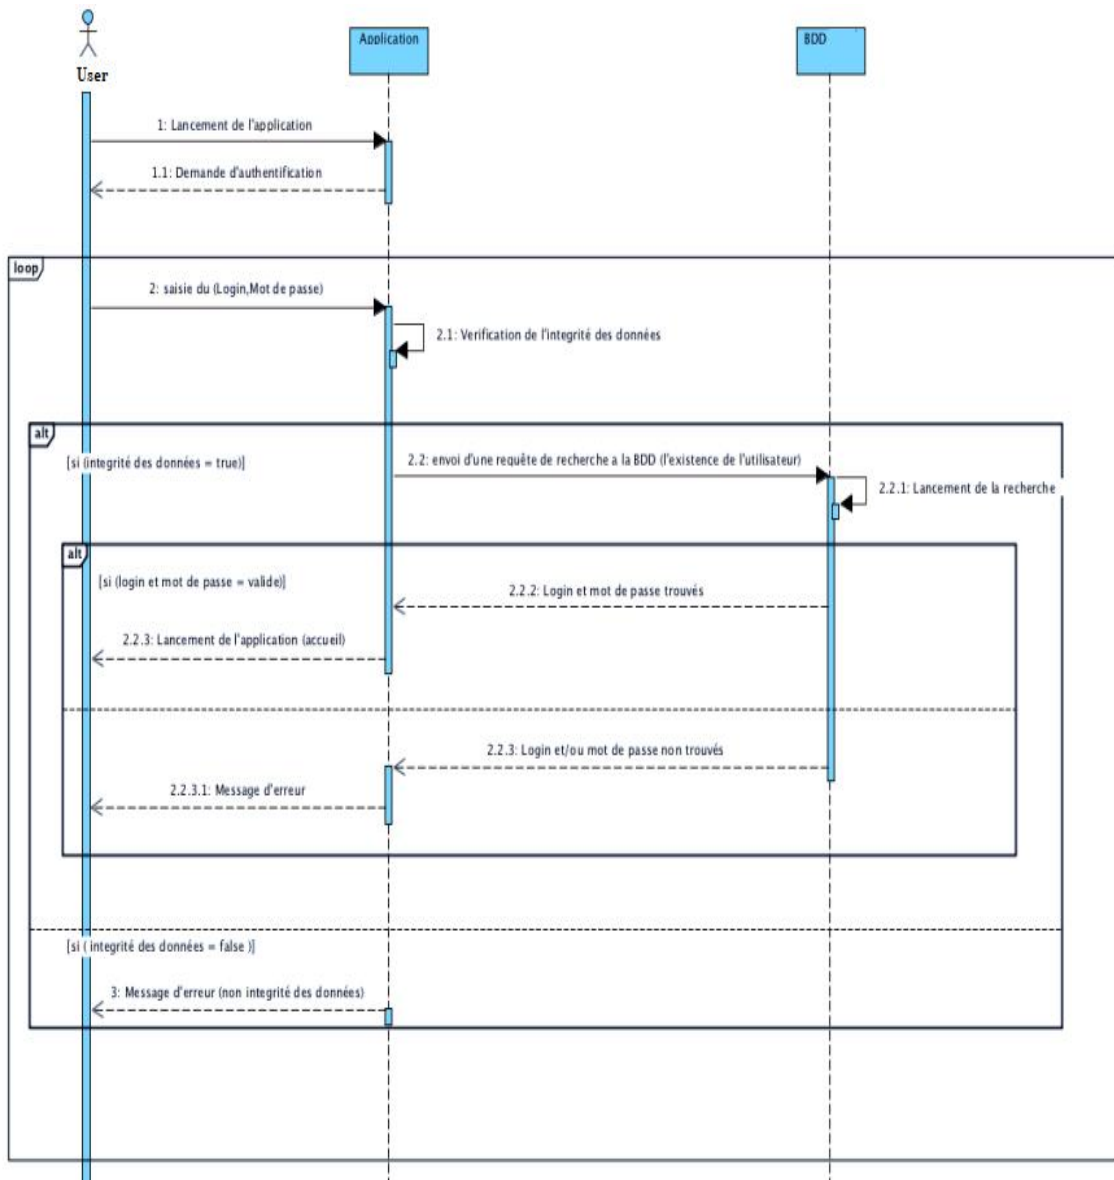 Application
BDD
User
1: Lancement de l'application
1.1: Demande d'authentification
loop
2: saisie du (Login,Mot de passe)
2.1: Verification de l'integrité des données
alt
[si (integrité des données = true)]
2.2: envoi d'une requête de recherche a la BDD (l'existence de l'utilisateur)
2.2.1: Lancement de la recherche
alt
[si (login et mot de passe = valide)]
2.2.2: Login et mot de passe trouvés
2.2.3: Lancement de l'application (accueil)
2.2.3: Login et/ou mot de passe non trouvés
2.2.3.1: Message d'erreur
[si ( integrité des données = false )]
3: Message d'erreur (non integrité des données)